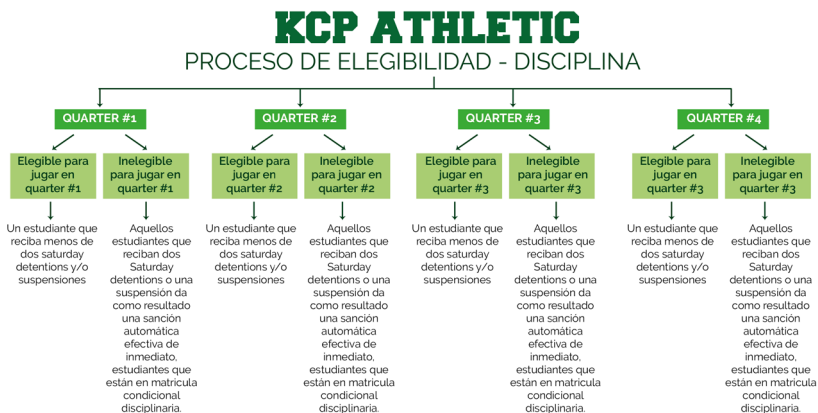 KCP ATHLETIC
PROCESO DE ELEGIBILIDAD - DISCIPLINA
QUARTER #1
Elegible para
jugar en
quarter #1
Un estudiante que
reciba menos de
dos saturday
detentions y/o
suspensiones
Inelegible
para jugar en
quarter #1
Aquellos
estudiantes que
reciban dos
Saturday
detentions o una
suspensión da
como resultado
una sanción
automática
efectiva de
inmediato,
estudiantes que
están en matricula
condicional
disciplinaria.
QUARTER #2
Elegible para
jugar en
quarter #2
Un estudiante que
reciba menos de
dos saturday
detentions y/o
suspensiones
Inelegible
para jugar en
quarter #2
Aquellos
estudiantes que
reciban dos
Saturday
detentions o una
suspensión da
como resultado
una sanción
automática
efectiva de
inmediato,
estudiantes que
están en matricula
condicional
disciplinaria.
QUARTER #3
Elegible para
jugar en
quarter #3
Un estudiante que
reciba menos de
dos saturday
detentions y/o
suspensiones
Inelegible
para jugar en
quarter #3
Aquellos
estudiantes que
reciban dos
Saturday
detentions o una
suspensión da
como resultado
una sanción
automática
efectiva de
inmediato,
estudiantes que
están en matricula
condicional
disciplinaria.
QUARTER #4
Elegible para
jugar en
quarter #3
Un estudiante que
reciba menos de
dos saturday
detentions y/o
suspensiones
Inelegible
para jugar en
quarter #3
Aquellos
estudiantes que
reciban dos
Saturday
detentions o una
suspensión da
como resultado
una sanción
automática
efectiva de
inmediato,
estudiantes que
están en matricula
condicional
disciplinaria.